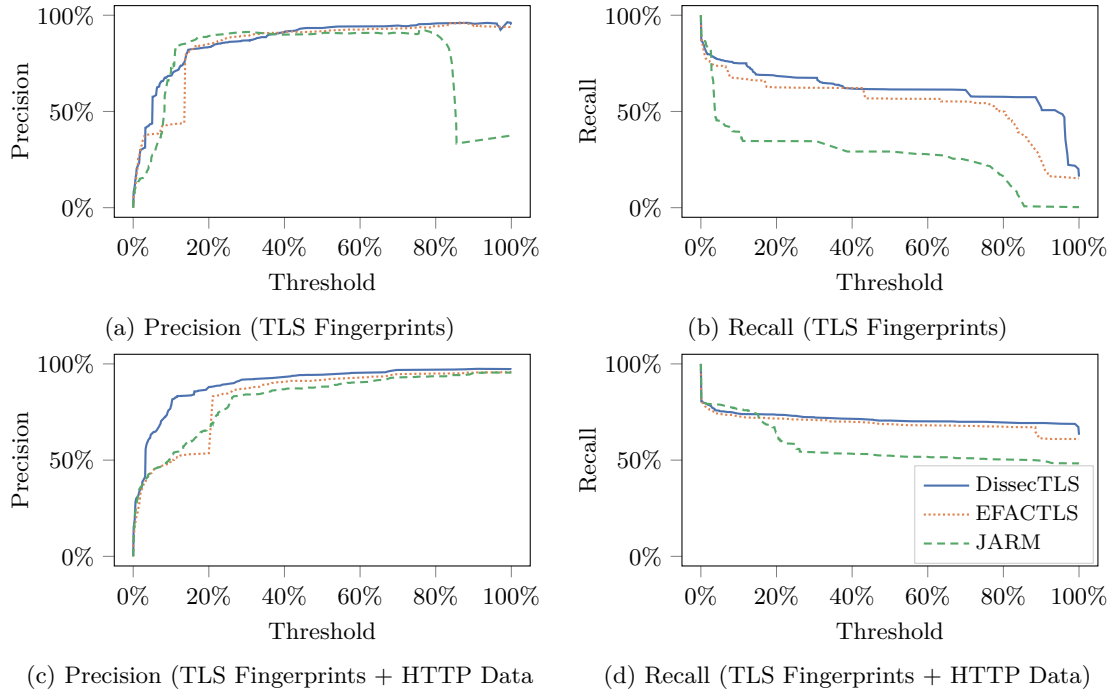 100%
50%
0%
Precision
0% 20% 40% 60% 80% 100%
Threshold
(a) Precision (TLS Fingerprints)
100%
50%
0%
Recall
0% 20% 40% 60% 80% 100%
Threshold
(b) Recall (TLS Fingerprints)
100%
50%
0%
Precision
0% 20% 40% 60% 80% 100%
Threshold
(c) Precision (TLS Fingerprints + HTTP Data
100%
50%
0%
Recall
DissecTLS
EFACTLS
JARM
0% 20% 40% 60% 80% 100%
Threshold
(d) Recall (TLS Fingerprints + HTTP Data)